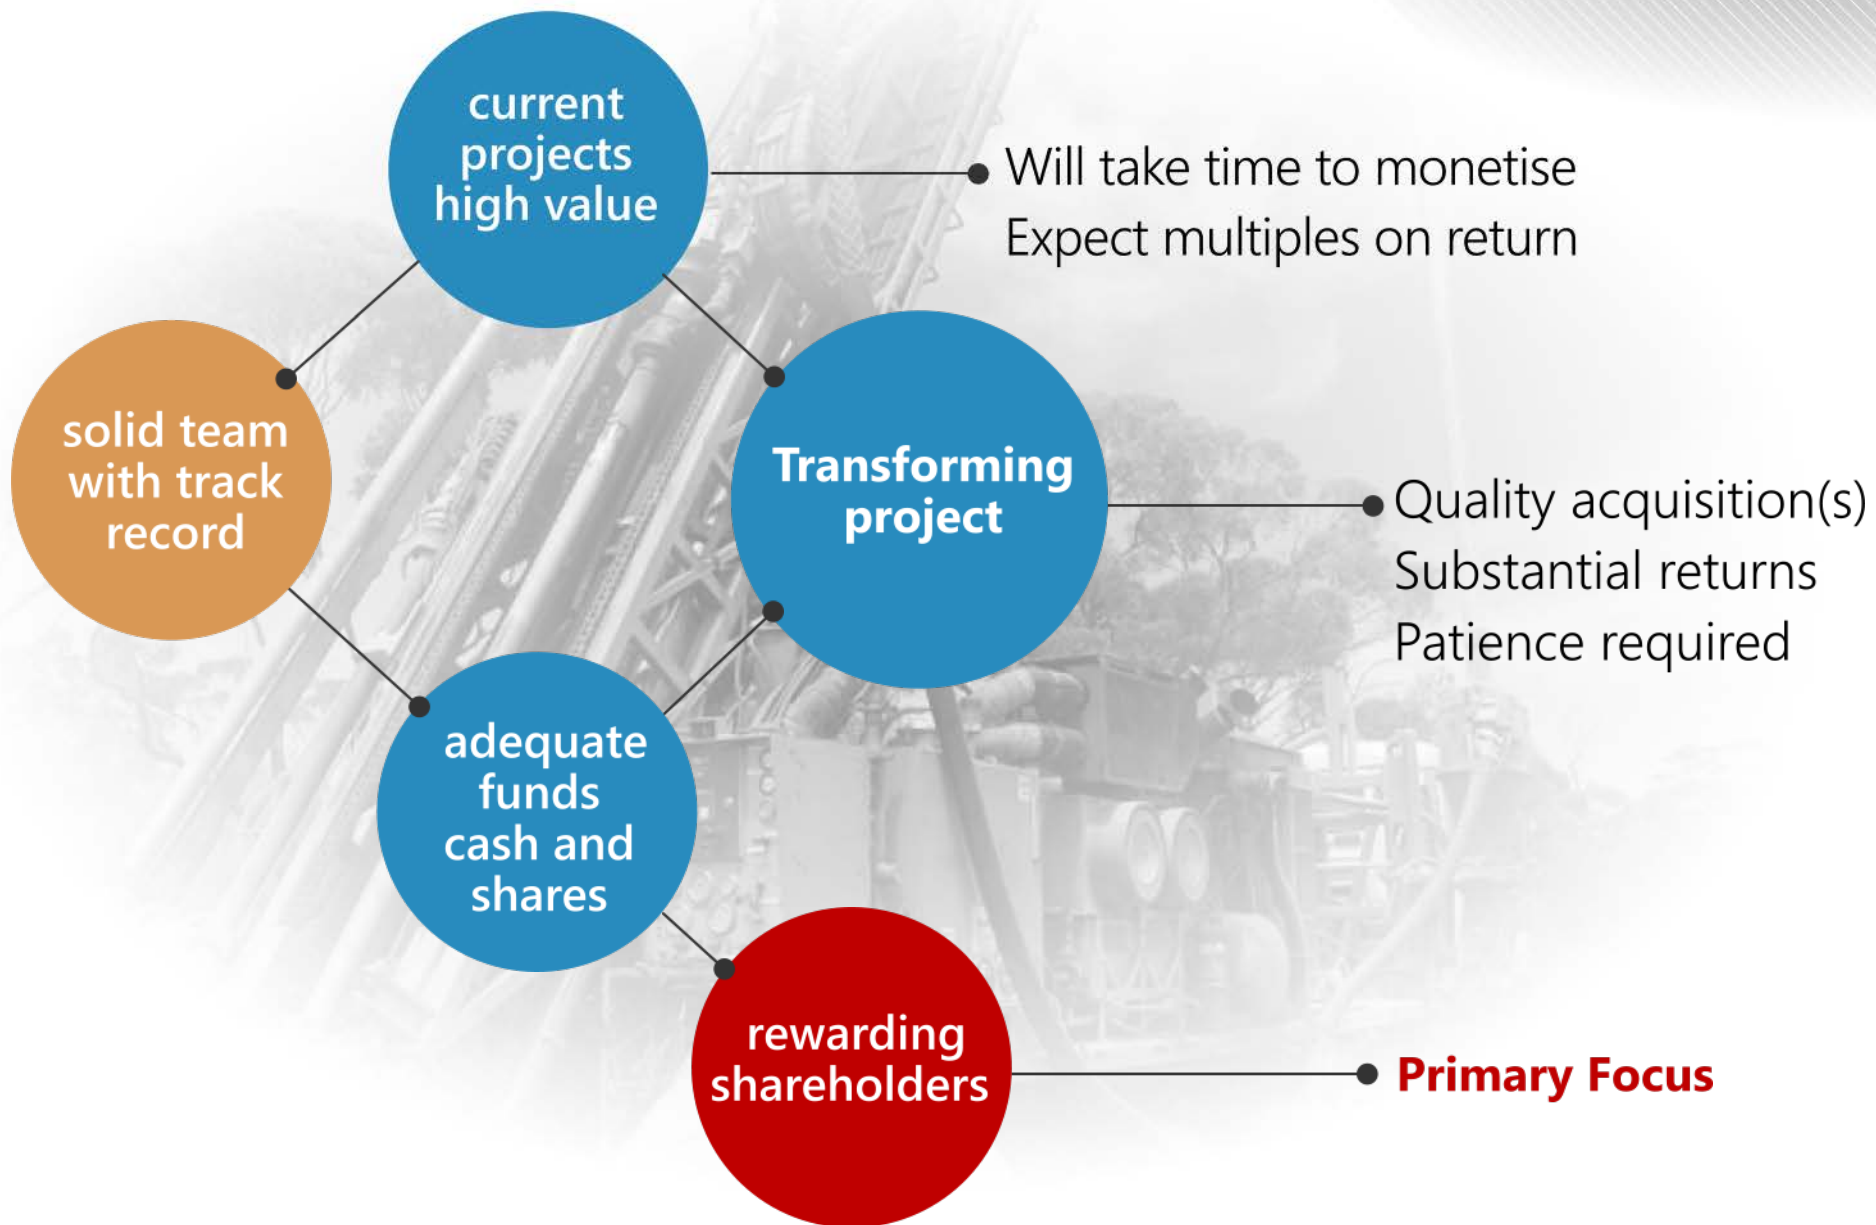 current
projects
high value
Will take time to monetise
Expect multiples on return
solid team
with track
record
Transforming
project
Quality acquisition(s)
Substantial returns
Patience required
adequate
funds
cash and
shares
rewarding
shareholders
Primary Focus